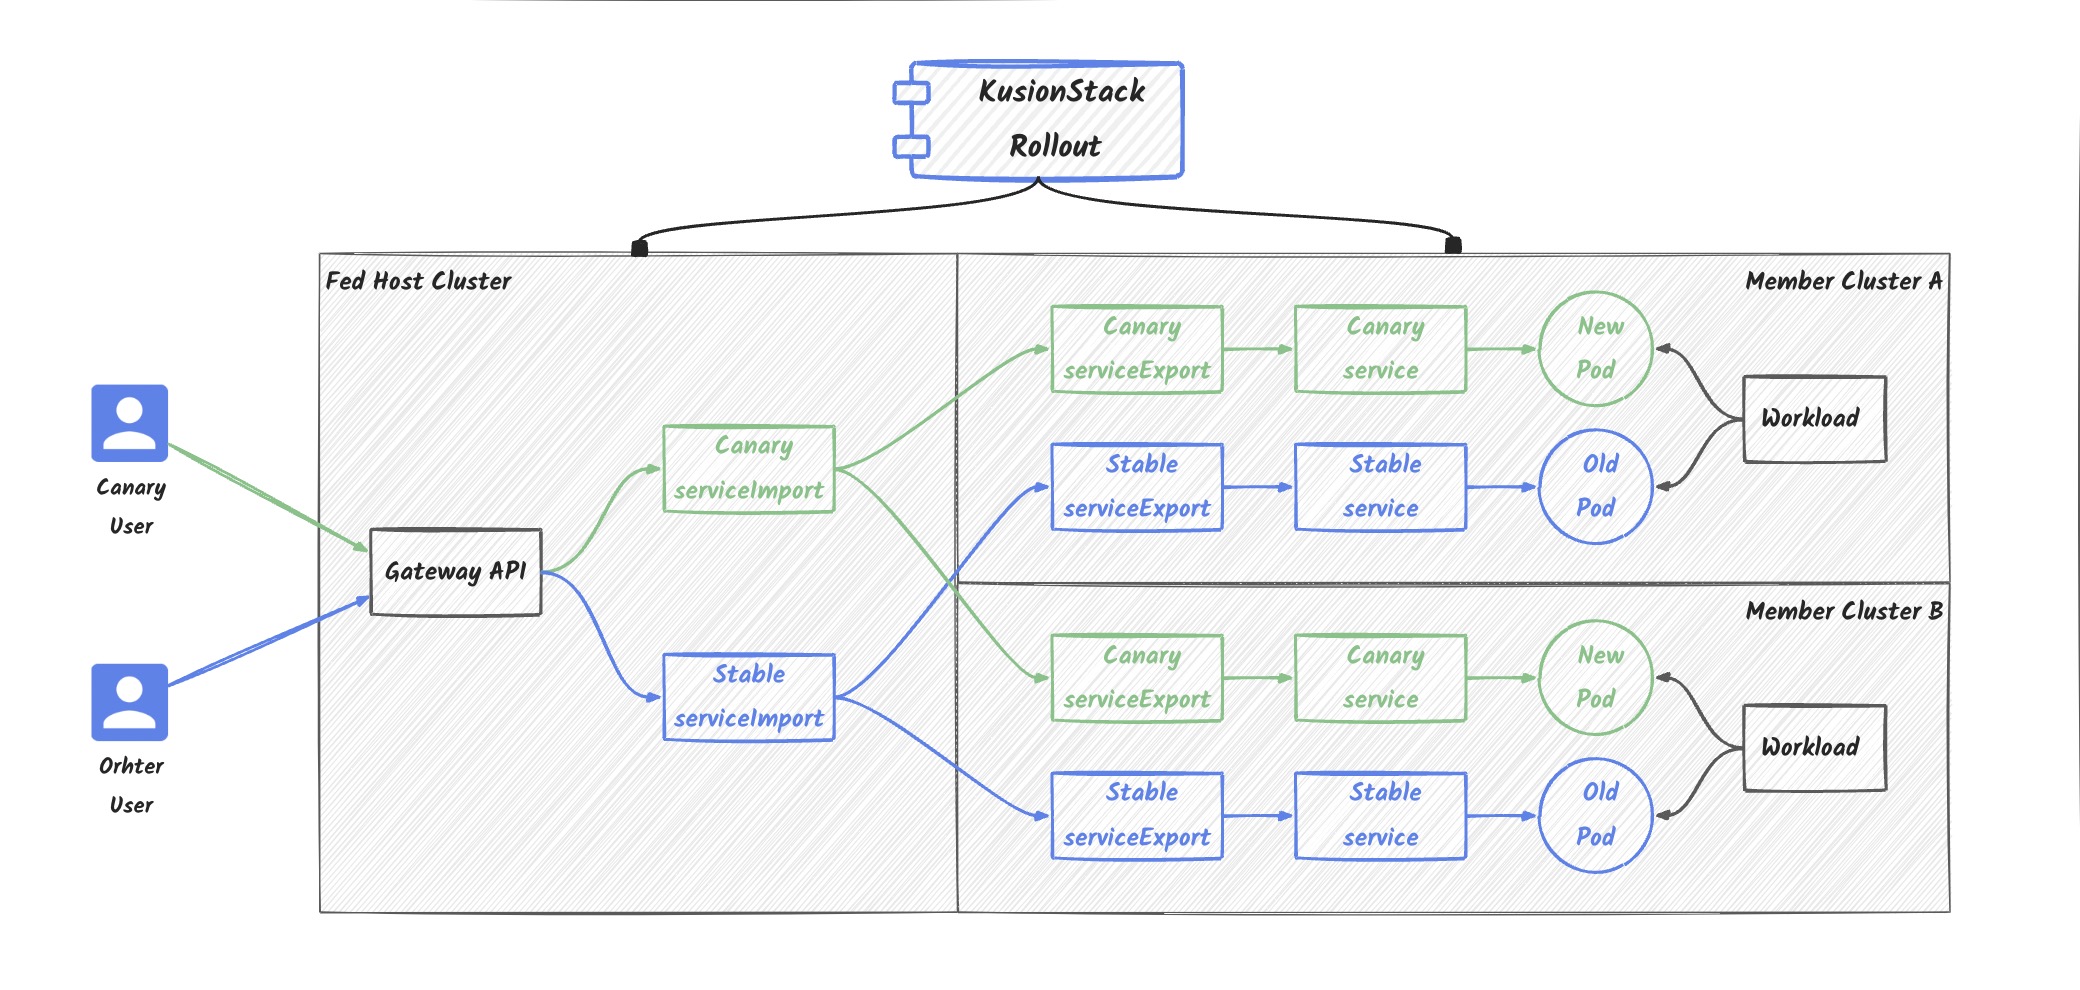 KusionStack
Rollout
Fed Host Cluster
Member Cluster A
Canary
serviceExport
Canary
service
New
Pod
Workload
Stable
serviceExport
Stable
service
Old
Pod
Canary
User
Gateway API
Canary
serviceImport
Stable
serviceImport
Orhter
User
Member Cluster B
Canary
serviceExport
Canary
service
New
Pod
Workload
Stable
serviceExport
Stable
service
Old
Pod